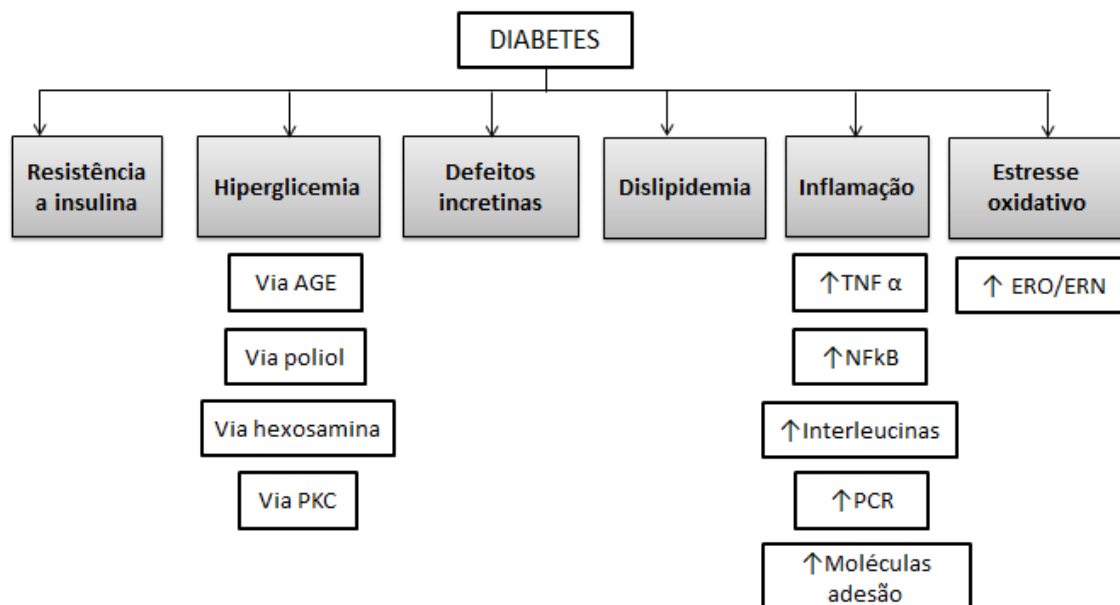 DIABETES
Resistência
a insulina
Hiperglicemia
Defeitos
incretinas
Dislipidemia
Inflamação
Estresse
oxidativo
Via AGE
Via poliol
Via hexosamina
Via PKC
↑TNF α
↑NFkB
↑Interleucinas
↑PCR
↑Moléculas
adesão
↑ ERO/ERN